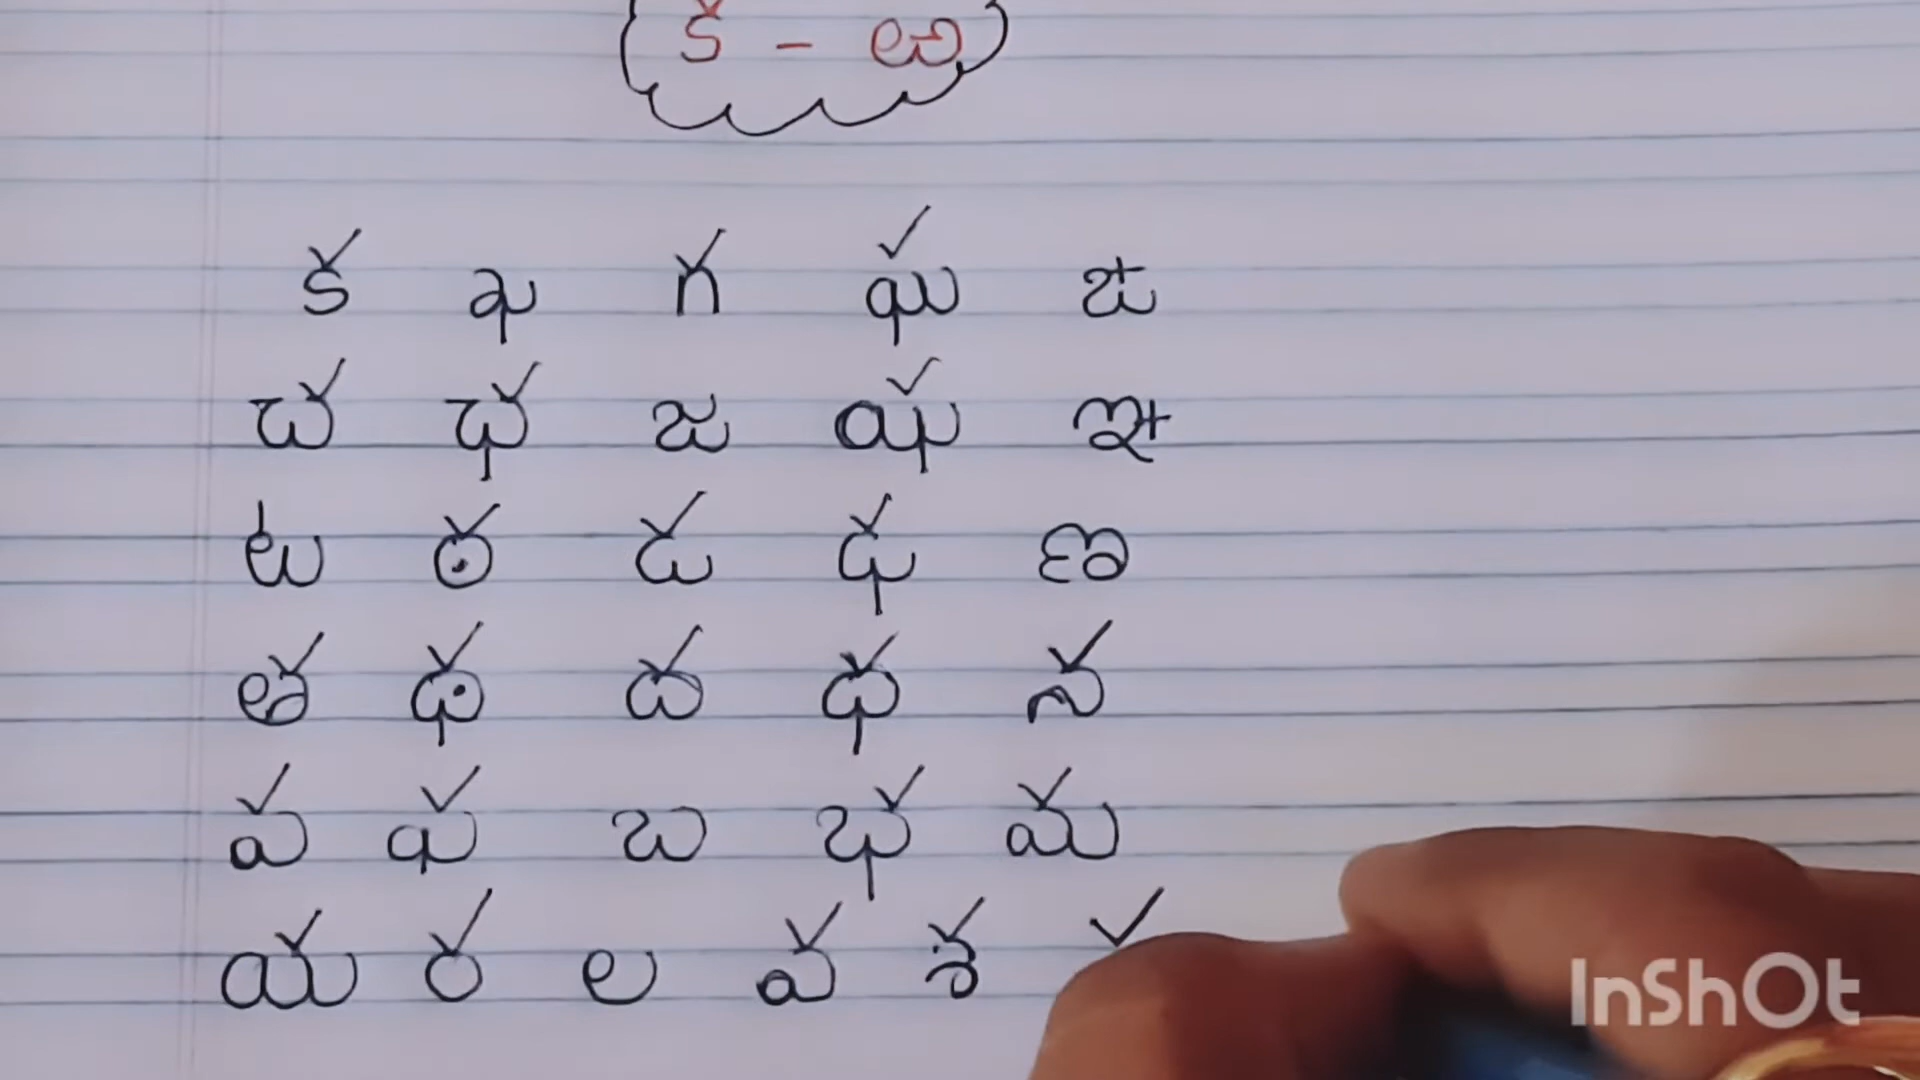 క - ఱ
క ఖ గ ఘ ఙ
చ ఛ జ ఝ ఞ
ట ఠ డ ఢ ణ
త థ ద ధ న
ప ఫ బ భ మ
య ర ల వ శ
InShOt